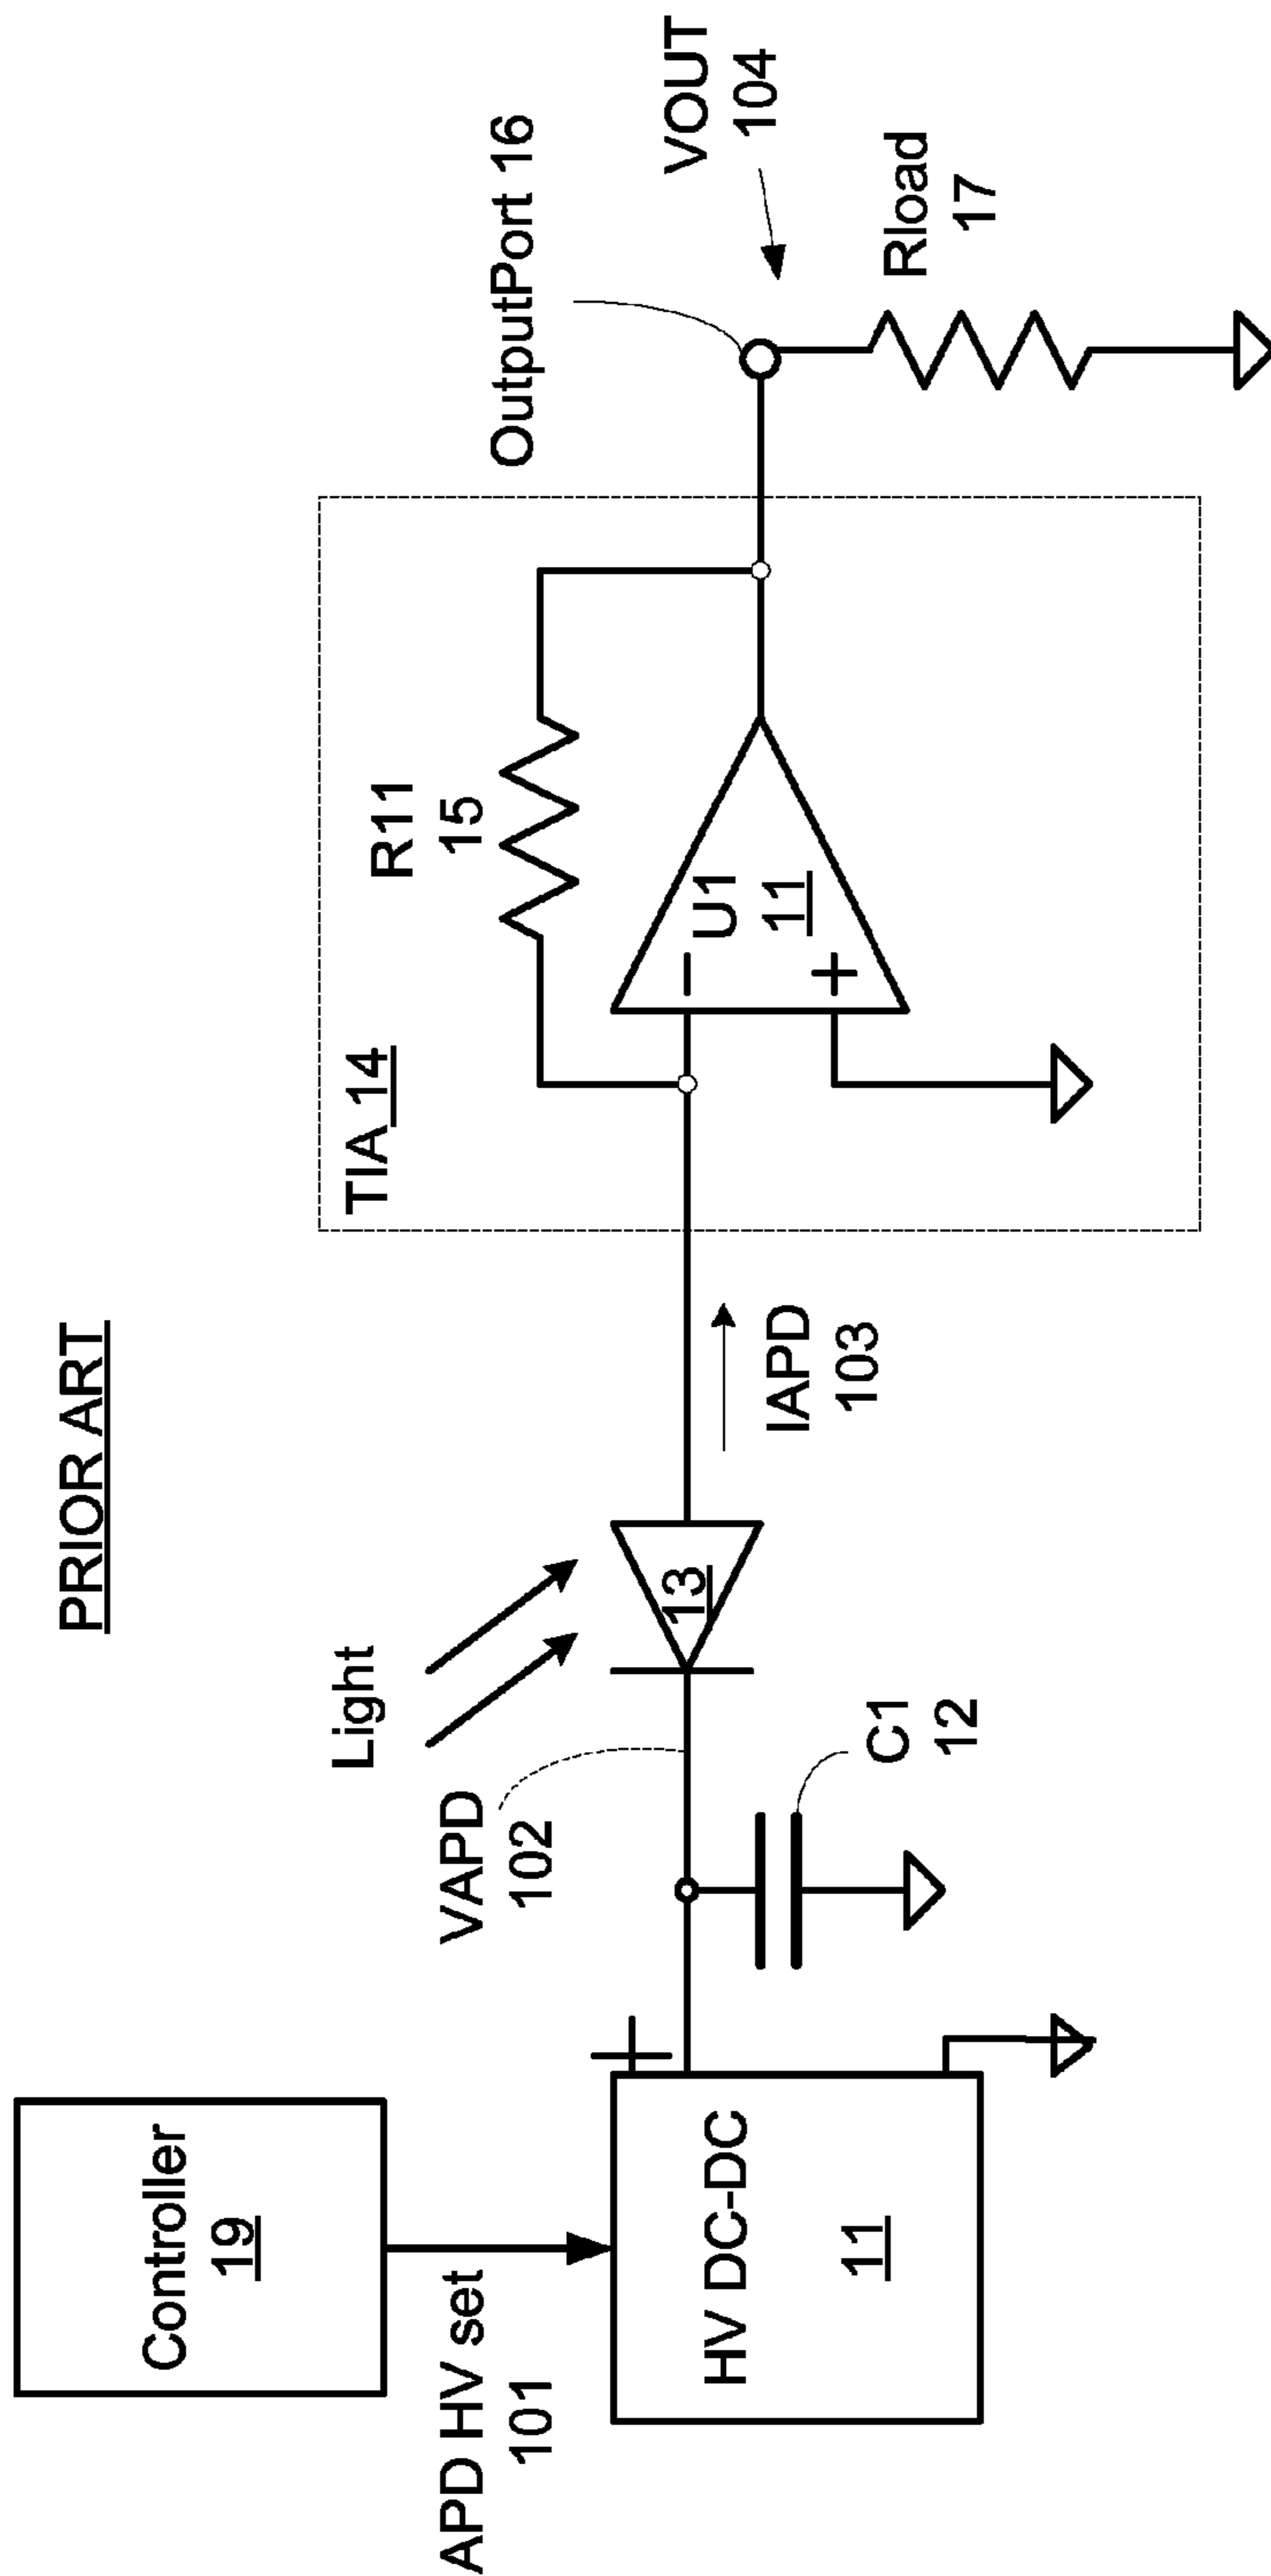 PRIOR ART
Controller
19
APD HV set
101
HV DC-DC
11
+
VAPD
102
C1
12
Light
13
IAPD
103
TIA 14
R11
15
U1
11
−
+
OutputPort 16
VOUT
104
Rload
17